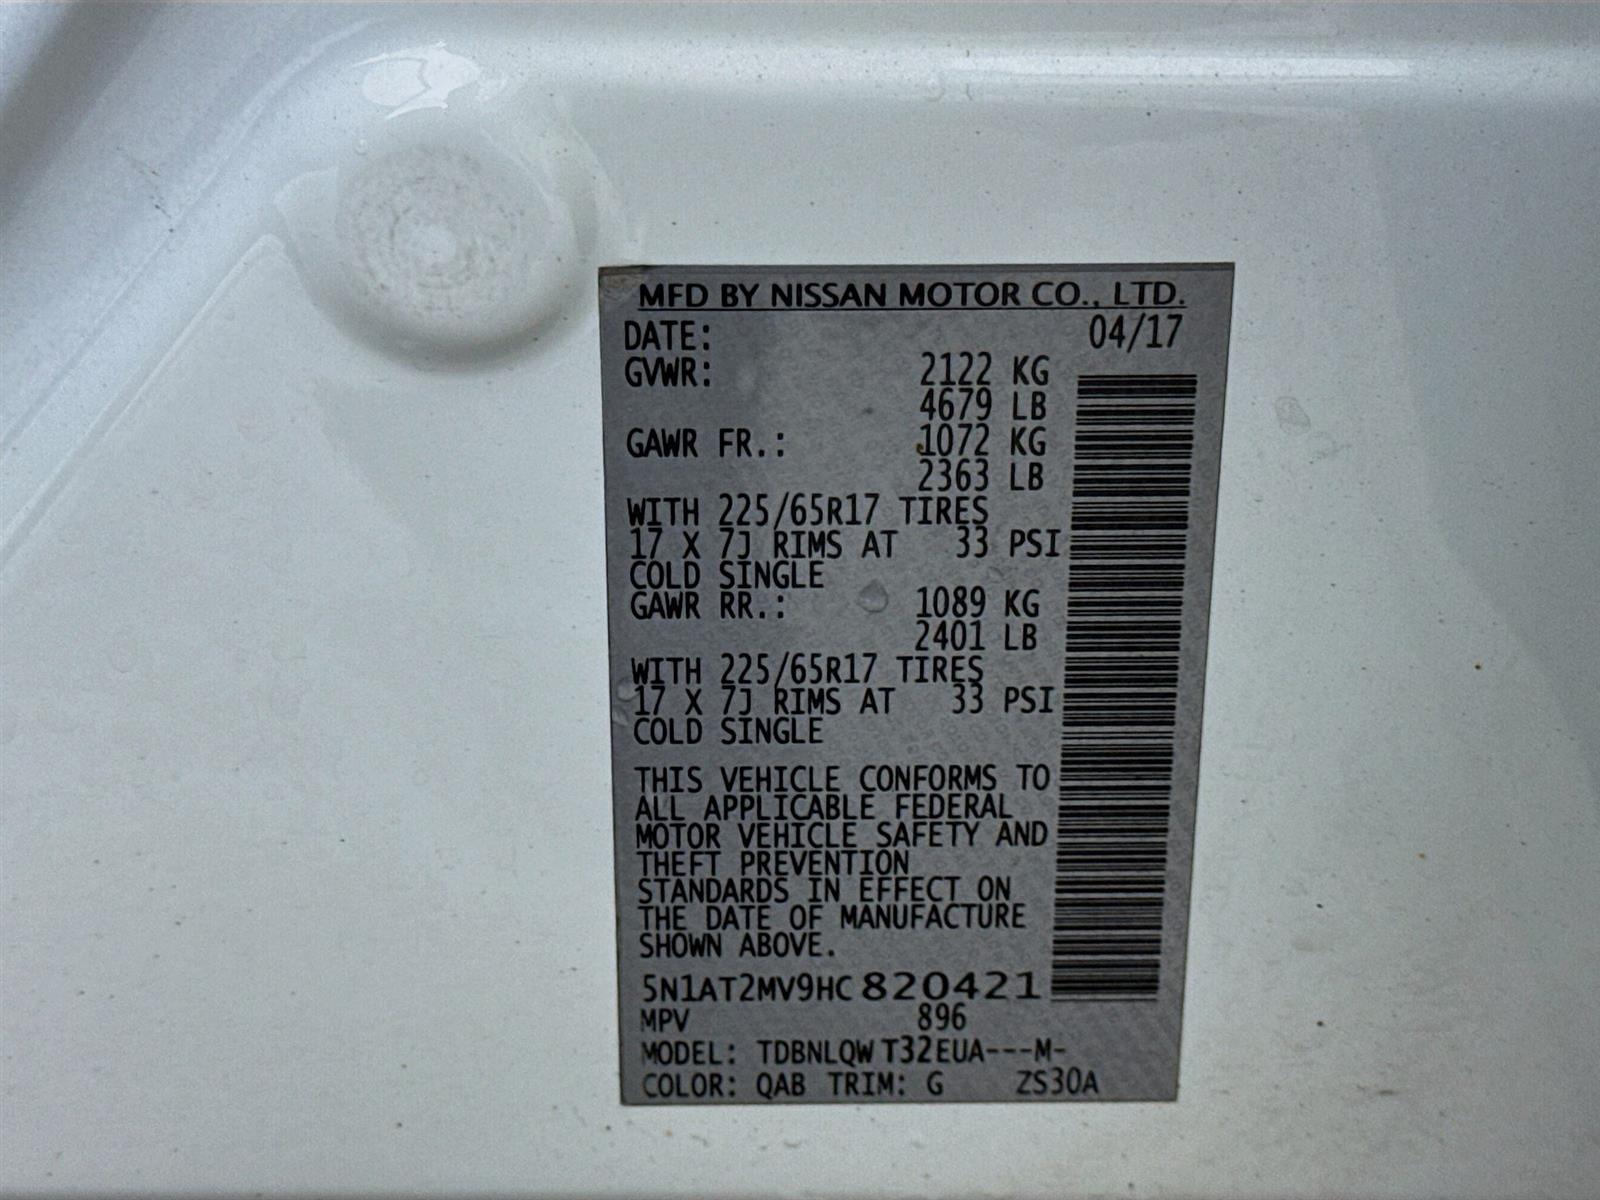 MFD BY NISSAN MOTOR CO., LTD.
DATE: 04/17
GVWR: 2122 KG
4679 LB
GAWR FR.: 1072 KG
2363 LB
WITH 225/65R17 TIRES
17 X 7J RIMS AT 33 PSI
COLD SINGLE
GAWR RR.: 1089 KG
2401 LB
WITH 225/65R17 TIRES
17 X 7J RIMS AT 33 PSI
COLD SINGLE
THIS VEHICLE CONFORMS TO
ALL APPLICABLE FEDERAL
MOTOR VEHICLE SAFETY AND
THEFT PREVENTION
STANDARDS IN EFFECT ON
THE DATE OF MANUFACTURE
SHOWN ABOVE.
5N1AT2MV9HC820421
MPV 896
MODEL: TDBNLQW T32EUA---M-
COLOR: QAB TRIM: G ZS30A